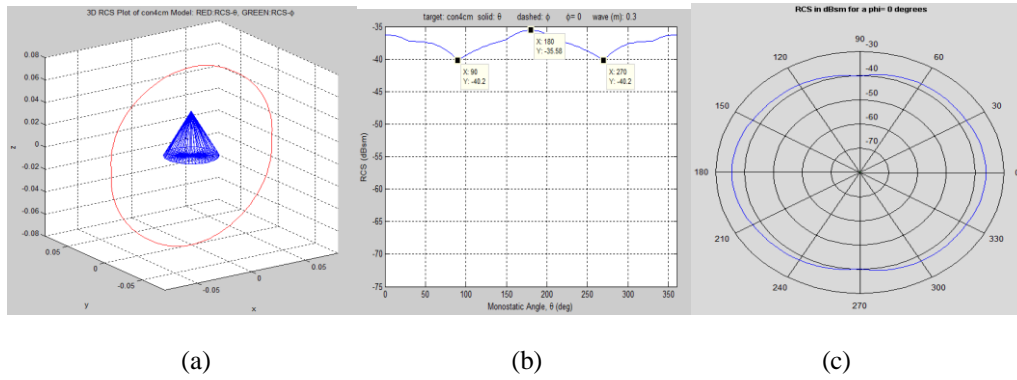 3D RCS Plot of con4cm Model: RED:RCS-θ, GREEN:RCS-ϕ
0.08
0.06
0.04
0.02
0
-0.02
-0.04
-0.06
-0.08
z
0.05
0
-0.05
y
-0.05
0
0.05
x
(a)
target: con4cm solid: θ dashed: ϕ ϕ= 0 wave (m): 0.3
-35
-40
-45
-50
-55
-60
-65
-70
-75
RCS (dBsm)
X: 90
Y: -40.2
X: 180
Y: -35.58
X: 270
Y: -40.2
0 50 100 150 200 250 300 350
Monostatic Angle, θ (deg)
(b)
RCS in dBsm for a phi= 0 degrees
90
-30
-40
-50
-60
-70
120
60
150
30
180
0
210
330
240
300
270
(c)